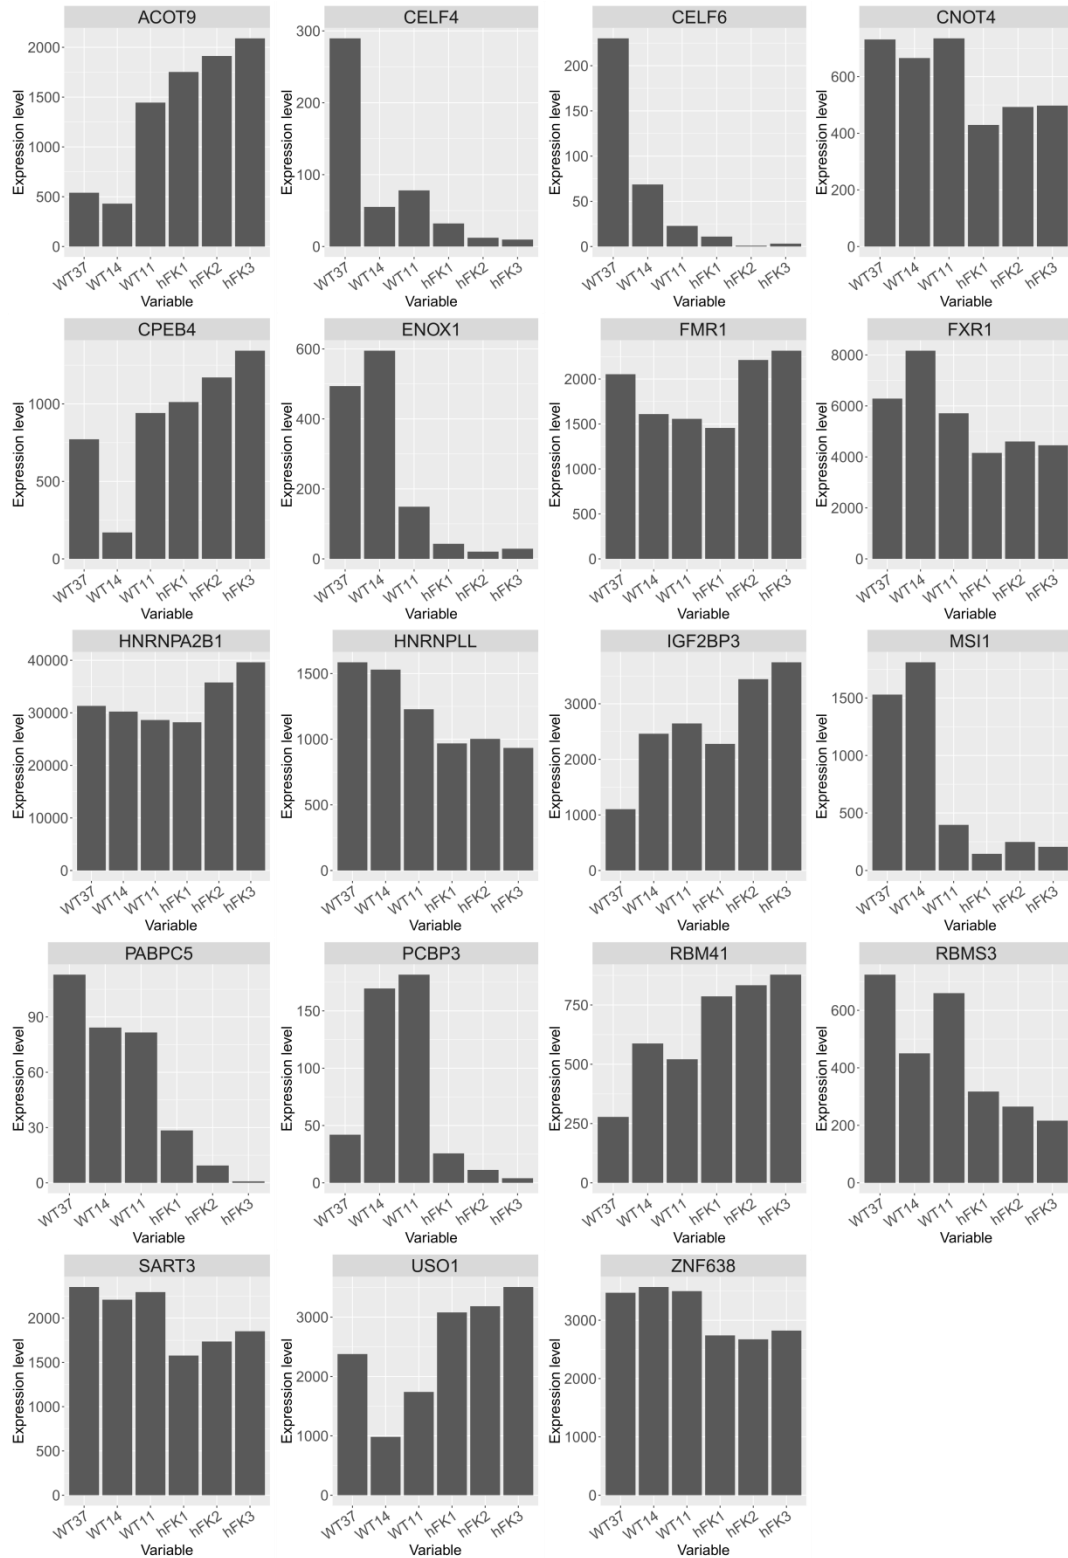 ACOT9
Expression level
2000
1500
1000
500
0
WT37 WT14 WT11 hFK1 hFK2 hFK3
Variable
CELF4
Expression level
300
200
100
0
WT37 WT14 WT11 hFK1 hFK2 hFK3
Variable
CELF6
Expression level
200
150
100
50
0
WT37 WT14 WT11 hFK1 hFK2 hFK3
Variable
CNOT4
Expression level
600
400
200
0
WT37 WT14 WT11 hFK1 hFK2 hFK3
Variable
CPEB4
Expression level
1000
500
0
WT37 WT14 WT11 hFK1 hFK2 hFK3
Variable
ENOX1
Expression level
600
400
200
0
WT37 WT14 WT11 hFK1 hFK2 hFK3
Variable
FMR1
Expression level
2000
1500
1000
500
0
WT37 WT14 WT11 hFK1 hFK2 hFK3
Variable
FXR1
Expression level
8000
6000
4000
2000
0
WT37 WT14 WT11 hFK1 hFK2 hFK3
Variable
HNRNPA2B1
Expression level
40000
30000
20000
10000
0
WT37 WT14 WT11 hFK1 hFK2 hFK3
Variable
HNRNPLL
Expression level
1500
1000
500
0
WT37 WT14 WT11 hFK1 hFK2 hFK3
Variable
IGF2BP3
Expression level
3000
2000
1000
0
WT37 WT14 WT11 hFK1 hFK2 hFK3
Variable
MSI1
Expression level
1500
1000
500
0
WT37 WT14 WT11 hFK1 hFK2 hFK3
Variable
PABPC5
Expression level
90
60
30
0
WT37 WT14 WT11 hFK1 hFK2 hFK3
Variable
PCBP3
Expression level
150
100
50
0
WT37 WT14 WT11 hFK1 hFK2 hFK3
Variable
RBM41
Expression level
750
500
250
0
WT37 WT14 WT11 hFK1 hFK2 hFK3
Variable
RBMS3
Expression level
600
400
200
0
WT37 WT14 WT11 hFK1 hFK2 hFK3
Variable
SART3
Expression level
2000
1500
1000
500
0
WT37 WT14 WT11 hFK1 hFK2 hFK3
Variable
USO1
Expression level
3000
2000
1000
0
WT37 WT14 WT11 hFK1 hFK2 hFK3
Variable
ZNF638
Expression level
3000
2000
1000
0
WT37 WT14 WT11 hFK1 hFK2 hFK3
Variable